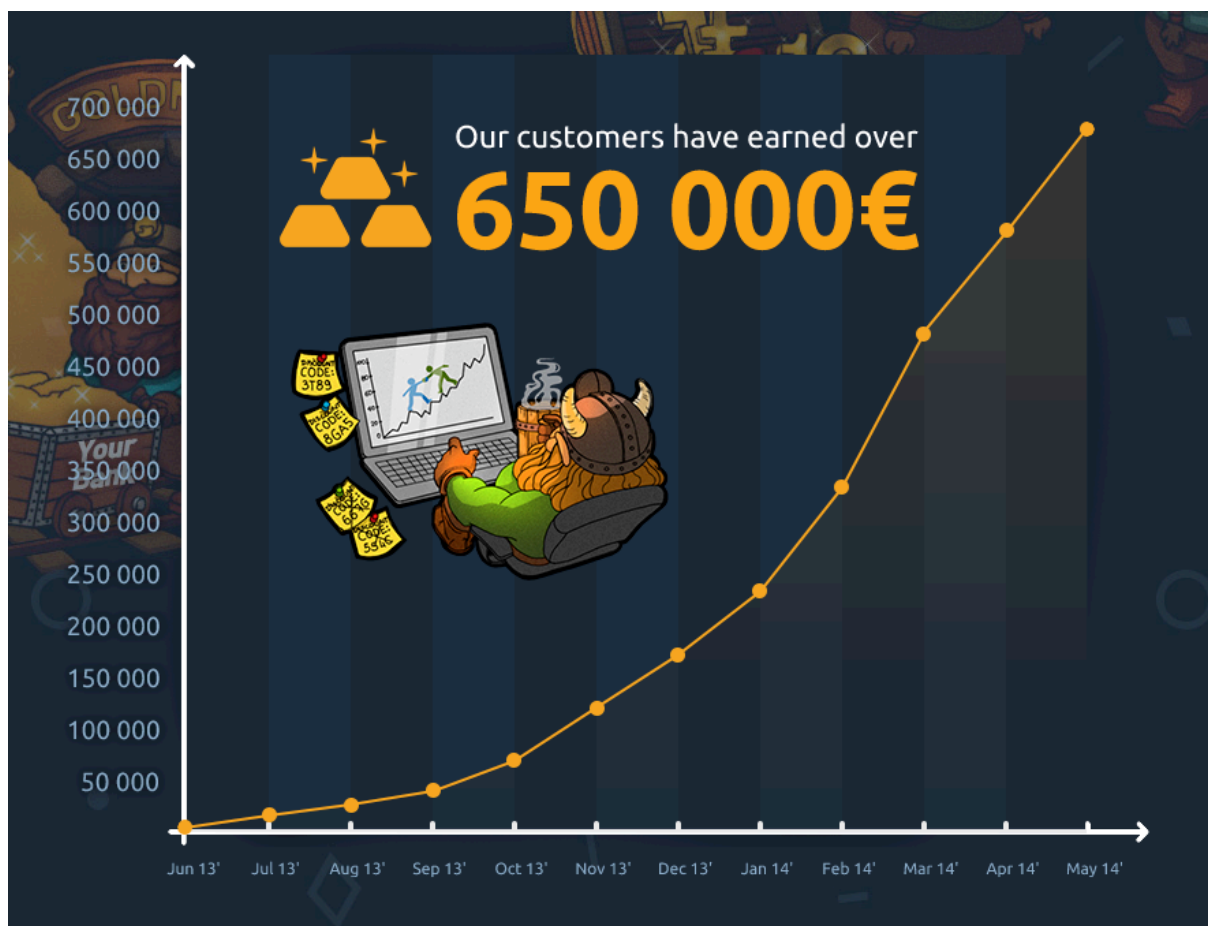 GOLDM
700 000
650 000
600 000
550 000
500 000
450 000
400 000
350 000
300 000
250 000
200 000
150 000
100 000
50 000
Our customers have earned over
650 000€
DISCOUNT
CODE:
3T89
CODE:
8GA5
CODE:
CODE:
Your
Bank
Jun 13'
Jul 13'
Aug 13'
Sep 13'
Oct 13'
Nov 13'
Dec 13'
Jan 14'
Feb 14'
Mar 14'
Apr 14'
May 14'